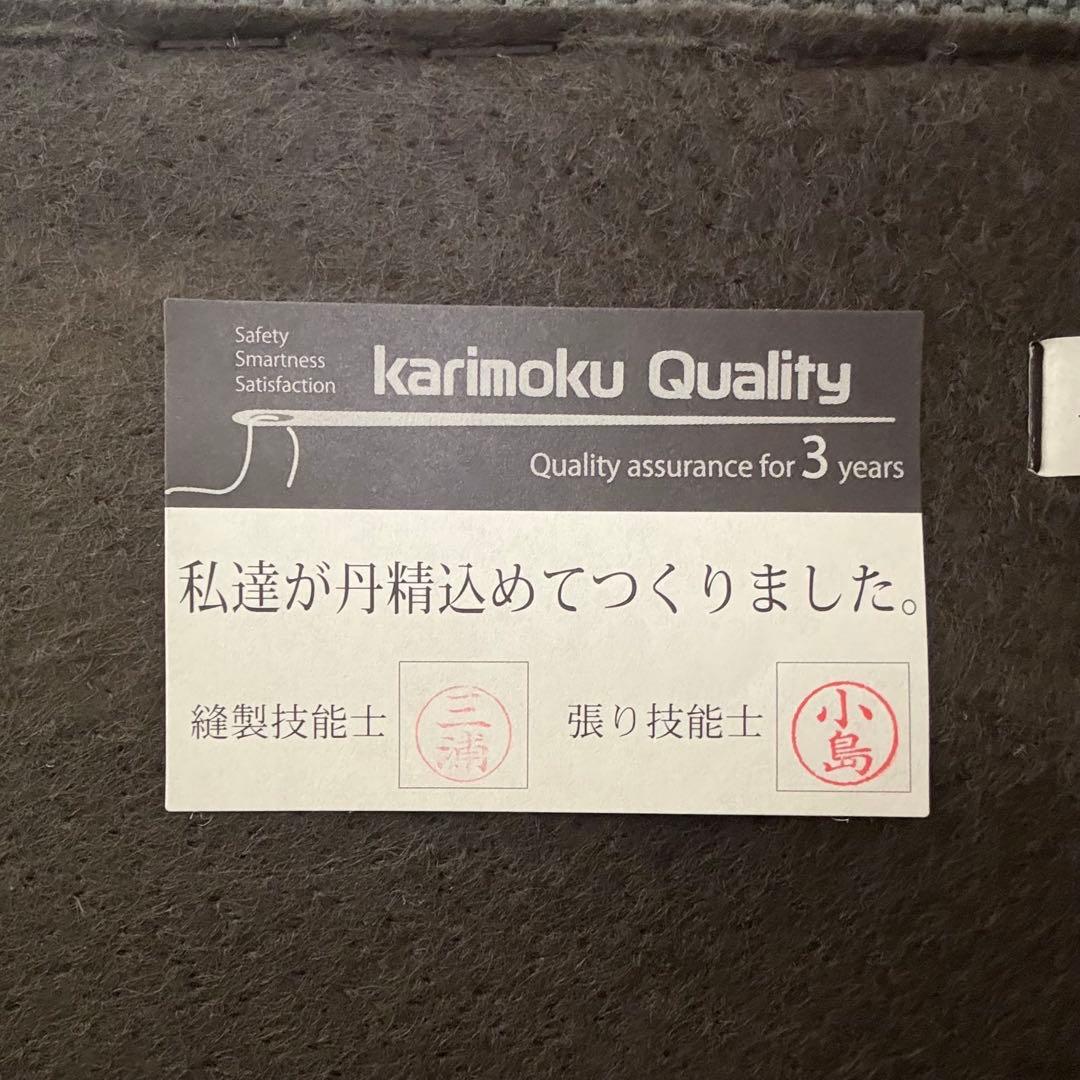 Safety
Smartness
Satisfaction
karimoku Quality
Quality assurance for 3 years
私達が丹精込めてつくりました。
縫製技能士 三浦 張り技能士 小島